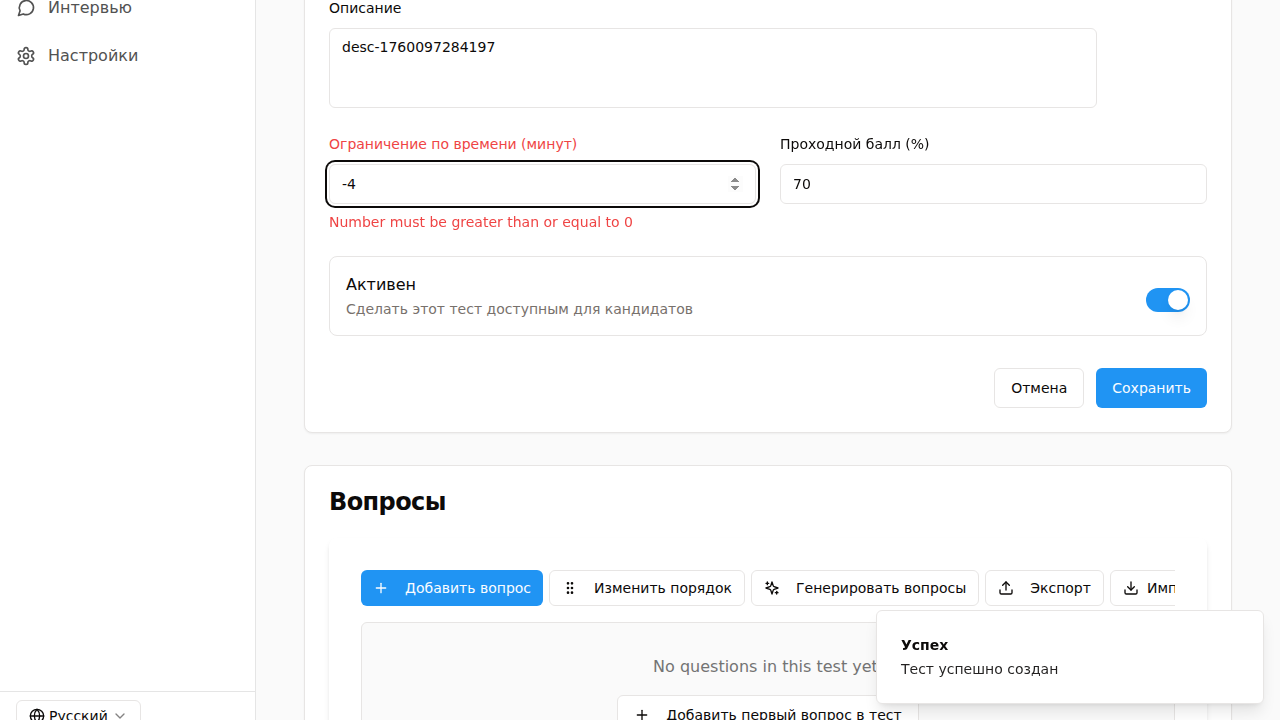 Интервью
Настройки
Описание
desc-1760097284197
Ограничение по времени (минут)
Проходной балл (%)
-4
70
Number must be greater than or equal to 0
Активен
Сделать этот тест доступным для кандидатов
Отмена
Сохранить
Вопросы
Добавить вопрос
Изменить порядок
Генерировать вопросы
Экспорт
Имп
No questions in this test yet
Добавить первый вопрос в тест
Успех
Тест успешно создан
Русский